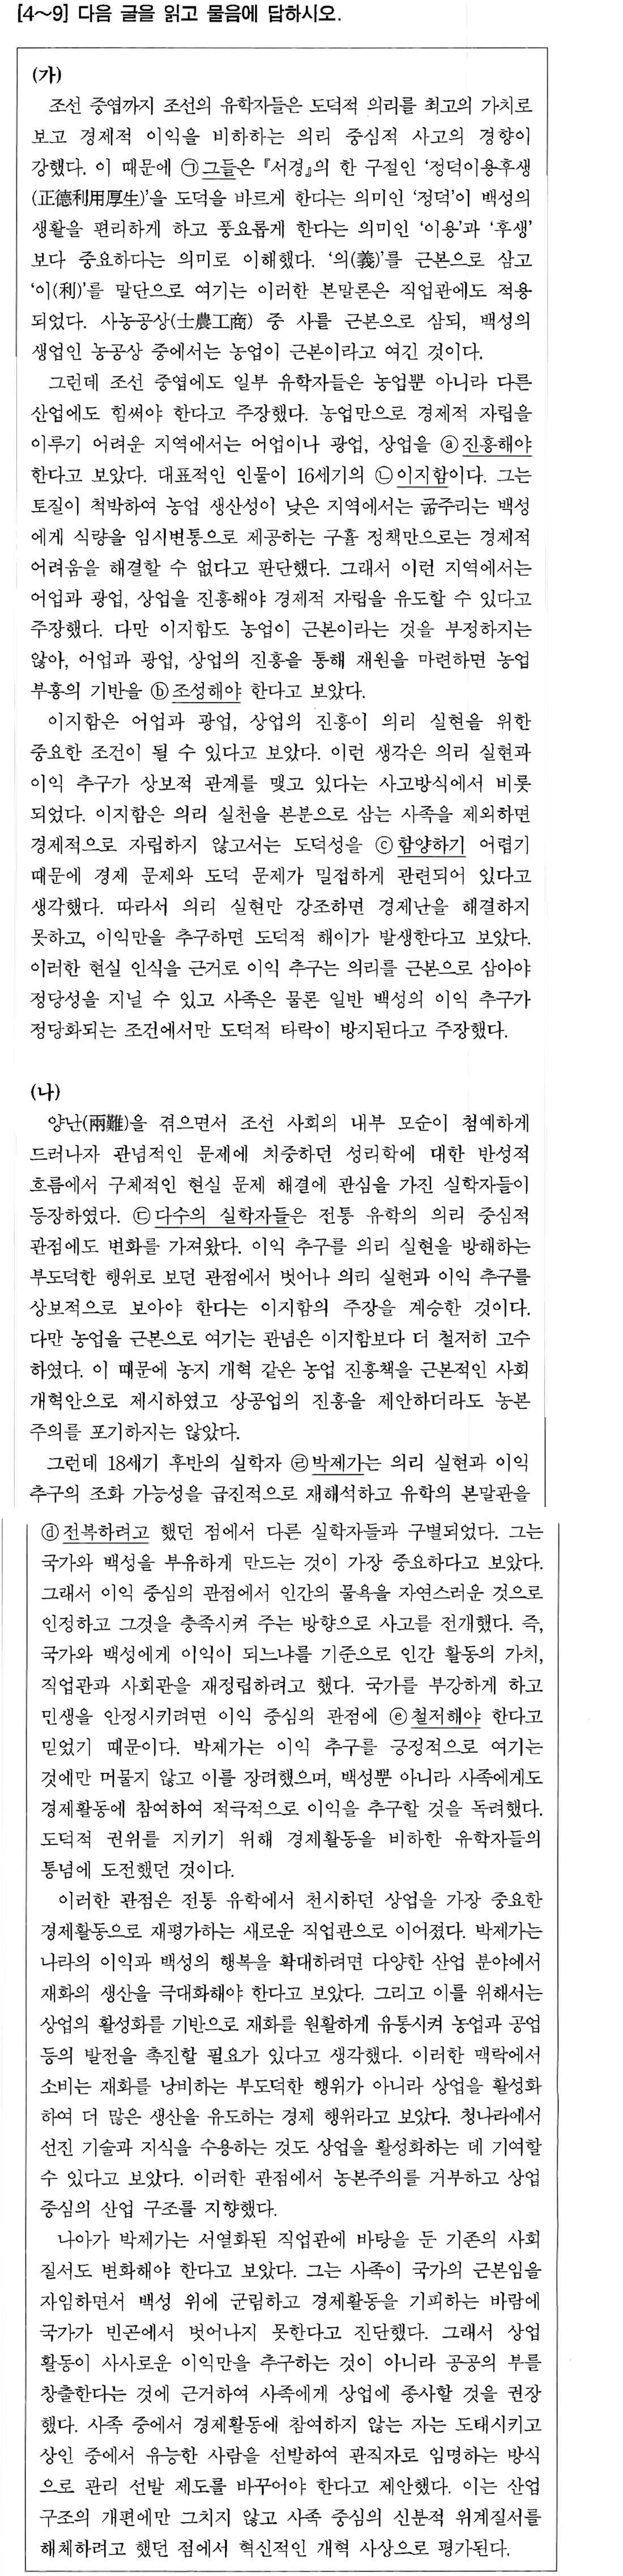 [4~9] 다음 글을 읽고 물음에 답하시오.
(가)
조선 중엽까지 조선의 유학자들은 도덕적 의리를 최고의 가치로
보고 경제적 이익을 비하하는 의리 중심적 사고의 경향이
강했다. 이 때문에 ㉠그들은 『서경』의 한 구절인 ‘정덕이용후생
(正德利用厚生)’을 도덕을 바르게 한다는 의미인 ‘정덕’이 백성의
생활을 편리하게 하고 풍요롭게 한다는 의미인 ‘이용’과 ‘후생’
보다 중요하다는 의미로 이해했다. ‘의(義)’를 근본으로 삼고
‘이(利)’를 말단으로 여기는 이러한 본말론은 직업관에도 적용
되었다. 사농공상(士農工商) 중 사를 근본으로 삼되, 백성의
생업인 농공상 중에서는 농업이 근본이라고 여긴 것이다.
그런데 조선 중엽에도 일부 유학자들은 농업뿐 아니라 다른
산업에도 힘써야 한다고 주장했다. 농업만으로 경제적 자립을
이루기 어려운 지역에서는 어업이나 광업, 상업을 ⓐ진흥해야
한다고 보았다. 대표적인 인물이 16세기의 ㉡이지함이다. 그는
토질이 척박하여 농업 생산성이 낮은 지역에서는 굶주리는 백성
에게 식량을 임시변통으로 제공하는 구휼 정책만으로는 경제적
어려움을 해결할 수 없다고 판단했다. 그래서 이런 지역에서는
어업과 광업, 상업을 진흥해야 경제적 자립을 유도할 수 있다고
주장했다. 다만 이지함도 농업이 근본이라는 것을 부정하지는
않아, 어업과 광업, 상업의 진흥을 통해 재원을 마련하면 농업
부흥의 기반을 ⓑ조성해야 한다고 보았다.
이지함은 어업과 광업, 상업의 진흥이 의리 실현을 위한
중요한 조건이 될 수 있다고 보았다. 이런 생각은 의리 실현과
이익 추구가 상보적 관계를 맺고 있다는 사고방식에서 비롯
되었다. 이지함은 의리 실천을 본분으로 삼는 사족을 제외하면
경제적으로 자립하지 않고서는 도덕성을 ⓒ함양하기 어렵기
때문에 경제 문제와 도덕 문제가 밀접하게 관련되어 있다고
생각했다. 따라서 의리 실현만 강조하면 경제난을 해결하지
못하고, 이익만을 추구하면 도덕적 해이가 발생한다고 보았다.
이러한 현실 인식을 근거로 이익 추구는 의리를 근본으로 삼아야
정당성을 지닐 수 있고 사족은 물론 일반 백성의 이익 추구가
정당화되는 조건에서만 도덕적 타락이 방지된다고 주장했다.
(나)
양난(兩難)을 겪으면서 조선 사회의 내부 모순이 첨예하게
드러나자 관념적인 문제에 치중하던 성리학에 대한 반성적
흐름에서 구체적인 현실 문제 해결에 관심을 가진 실학자들이
등장하였다. ㉢다수의 실학자들은 전통 유학의 의리 중심적
관점에도 변화를 가져왔다. 이익 추구를 의리 실현을 방해하는
부도덕한 행위로 보던 관점에서 벗어나 의리 실현과 이익 추구를
상보적으로 보아야 한다는 이지함의 주장을 계승한 것이다.
다만 농업을 근본으로 여기는 관념은 이지함보다 더 철저히 고수
하였다. 이 때문에 농지 개혁 같은 농업 진흥책을 근본적인 사회
개혁안으로 제시하였고 상공업의 진흥을 제안하더라도 농본
주의를 포기하지는 않았다.
그런데 18세기 후반의 실학자 ㉣박제가는 의리 실현과 이익
추구의 조화 가능성을 급진적으로 재해석하고 유학의 본말관을
ⓓ전복하려고 했던 점에서 다른 실학자들과 구별되었다. 그는
국가와 백성을 부유하게 만드는 것이 가장 중요하다고 보았다.
그래서 이익 중심의 관점에서 인간의 물욕을 자연스러운 것으로
인정하고 그것을 충족시켜 주는 방향으로 사고를 전개했다. 즉,
국가와 백성에게 이익이 되느냐를 기준으로 인간 활동의 가치,
직업관과 사회관을 재정립하려고 했다. 국가를 부강하게 하고
민생을 안정시키려면 이익 중심의 관점에 ⓔ철저해야 한다고
믿었기 때문이다. 박제가는 이익 추구를 긍정적으로 여기는
것에만 머물지 않고 이를 장려했으며, 백성뿐 아니라 사족에게도
경제활동에 참여하여 적극적으로 이익을 추구할 것을 독려했다.
도덕적 권위를 지키기 위해 경제활동을 비하한 유학자들의
통념에 도전했던 것이다.
이러한 관점은 전통 유학에서 천시하던 상업을 가장 중요한
경제활동으로 재평가하는 새로운 직업관으로 이어졌다. 박제가는
나라의 이익과 백성의 행복을 확대하려면 다양한 산업 분야에서
재화의 생산을 극대화해야 한다고 보았다. 그리고 이를 위해서는
상업의 활성화를 기반으로 재화를 원활하게 유통시켜 농업과 공업
등의 발전을 촉진할 필요가 있다고 생각했다. 이러한 맥락에서
소비는 재화를 낭비하는 부도덕한 행위가 아니라 상업을 활성화
하여 더 많은 생산을 유도하는 경제 행위라고 보았다. 청나라에서
선진 기술과 지식을 수용하는 것도 상업을 활성화하는 데 기여할
수 있다고 보았다. 이러한 관점에서 농본주의를 거부하고 상업
중심의 산업 구조를 지향했다.
나아가 박제가는 서열화된 직업관에 바탕을 둔 기존의 사회
질서도 변화해야 한다고 보았다. 그는 사족이 국가의 근본임을
자임하면서 백성 위에 군림하고 경제활동을 기피하는 바람에
국가가 빈곤에서 벗어나지 못한다고 진단했다. 그래서 상업
활동이 사사로운 이익만을 추구하는 것이 아니라 공공의 부를
창출한다는 것에 근거하여 사족에게 상업에 종사할 것을 권장
했다. 사족 중에서 경제활동에 참여하지 않는 자는 도태시키고
상인 중에서 유능한 사람을 선발하여 관직자로 임명하는 방식
으로 관리 선발 제도를 바꾸어야 한다고 제안했다. 이는 산업
구조의 개편에만 그치지 않고 사족 중심의 신분적 위계질서를
해체하려고 했던 점에서 혁신적인 개혁 사상으로 평가된다.